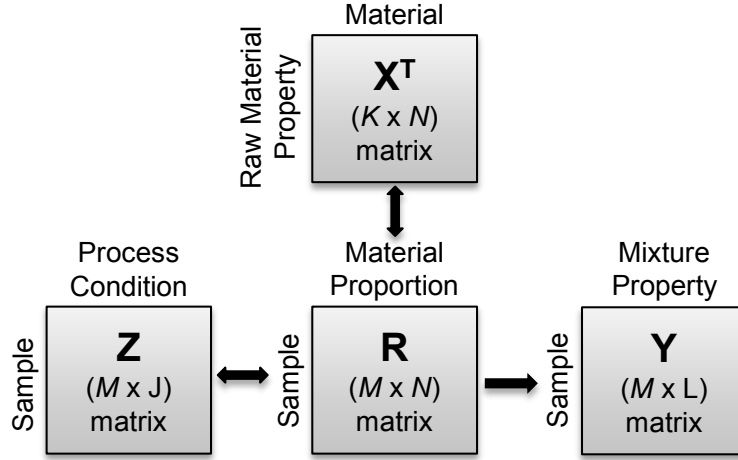 Material
Raw Material
Property
X^T
(K x N)
matrix
Process
Condition
Material
Proportion
Mixture
Property
Sample
Z
(M x J)
matrix
Sample
R
(M x N)
matrix
Sample
Y
(M x L)
matrix